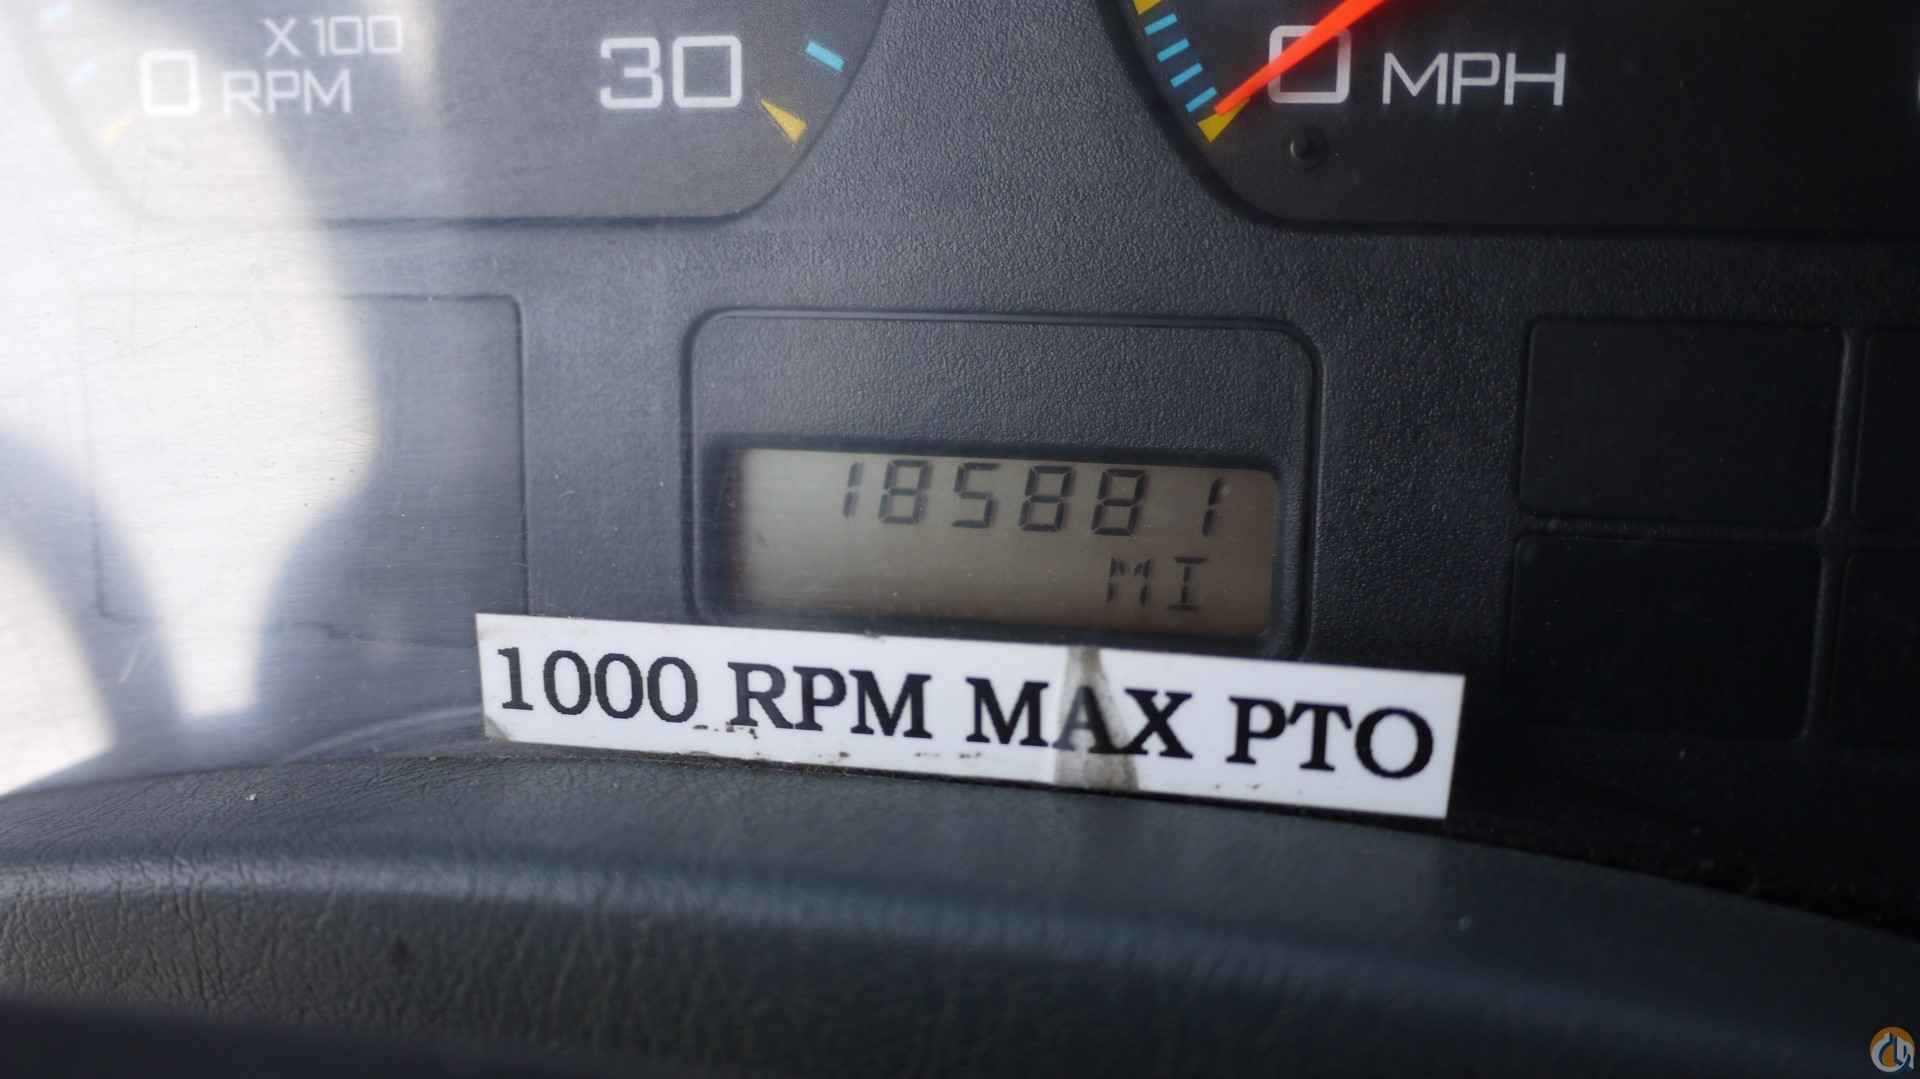 X100
0 RPM 30
0 MPH
185881
MI
1000 RPM MAX PTO